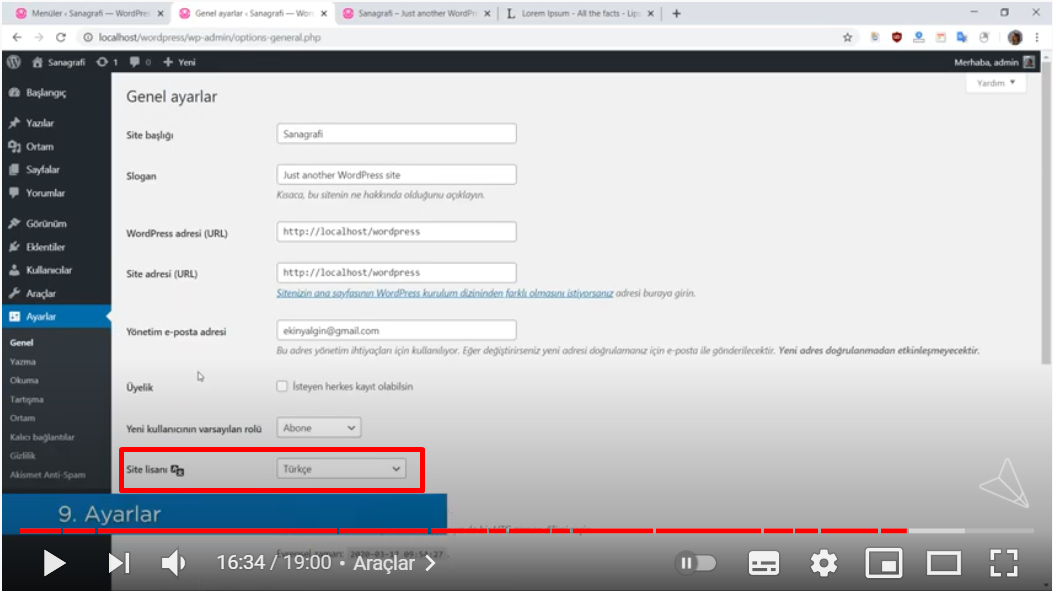 Menüler ‹ Sanagrafi — WordPres
Genel ayarlar ‹ Sanagrafi — Wor
Sanagrafi – Just another WordPr
Lorem Ipsum - All the facts - Lip
localhost/wordpress/wp-admin/options-general.php
Sanagrafi 1 0 Yeni
Merhaba, admin
Yardım
Başlangıç
Yazılar
Ortam
Sayfalar
Yorumlar
Görünüm
Eklentiler
Kullanıcılar
Araçlar
Ayarlar
Genel
Yazma
Okuma
Tartışma
Ortam
Kalıcı bağlantılar
Gizlilik
Akismet Anti-Spam
Genel ayarlar
Site başlığı Sanagrafi
Slogan Just another WordPress site
Kısaca, bu sitenin ne hakkında olduğunu açıklayın.
WordPress adresi (URL) http://localhost/wordpress
Site adresi (URL) http://localhost/wordpress
Sitenizin ana sayfasının WordPress kurulum dizininden farklı olmasını istiyorsanız adresi buraya girin.
Yönetim e-posta adresi ekinyalgin@gmail.com
Bu adres yönetim ihtiyaçları için kullanılıyor. Eğer değiştirirseniz yeni adresi doğrulamanız için e-posta ile gönderilecektir. Yeni adres doğrulanmadan etkinleşmeyecektir.
Üyelik İsteyen herkes kayıt olabilsin
Yeni kullanıcının varsayılan rolü Abone
Site lisanı Türkçe
9. Ayarlar
16:34 / 19:00 • Araçlar